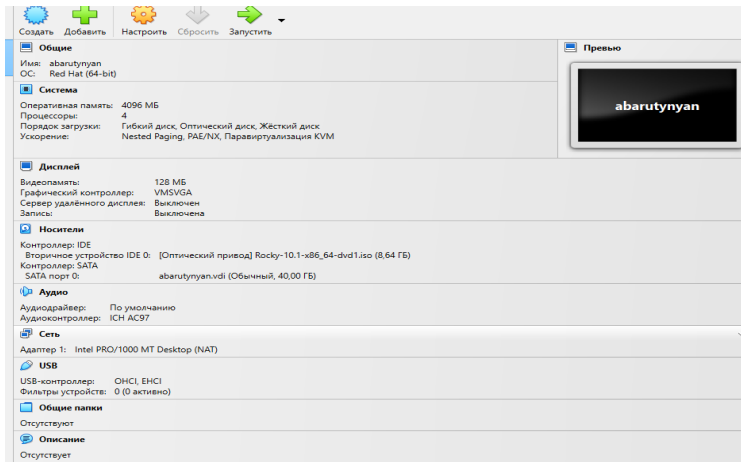 Создать Добавить Настроить Сбросить Запустить
Общие
Имя: abarutynyan
ОС: Red Hat (64-bit)
Превью
abarutynyan
Система
Оперативная память: 4096 МБ
Процессоры: 4
Порядок загрузки: Гибкий диск, Оптический диск, Жёсткий диск
Ускорение: Nested Paging, PAE/NX, Паравиртуализация KVM
Дисплей
Видеопамять: 128 МБ
Графический контроллер: VMSVGA
Сервер удалённого дисплея: Выключен
Запись: Выключена
Носители
Контроллер: IDE
Вторичное устройство IDE 0: [Оптический привод] Rocky-10.1-x86_64-dvd1.iso (8,64 ГБ)
Контроллер: SATA
SATA порт 0: abarutynyan.vdi (Обычный, 40,00 ГБ)
Аудио
Аудиодрайвер: По умолчанию
Аудиоконтроллер: ICH AC97
Сеть
Адаптер 1: Intel PRO/1000 MT Desktop (NAT)
USB
USB-контроллер: OHCI, EHCI
Фильтры устройств: 0 (0 активно)
Общие папки
Отсутствуют
Описание
Отсутствует